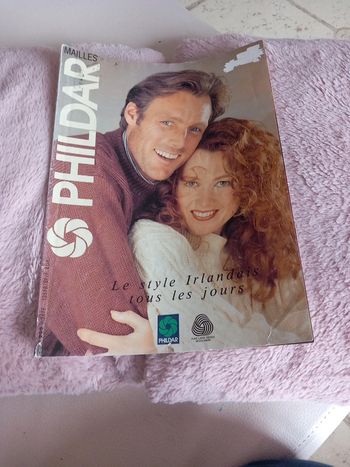 MAILLES
PHILDAR
Le style Irlandais
tous les jours
PHILDAR